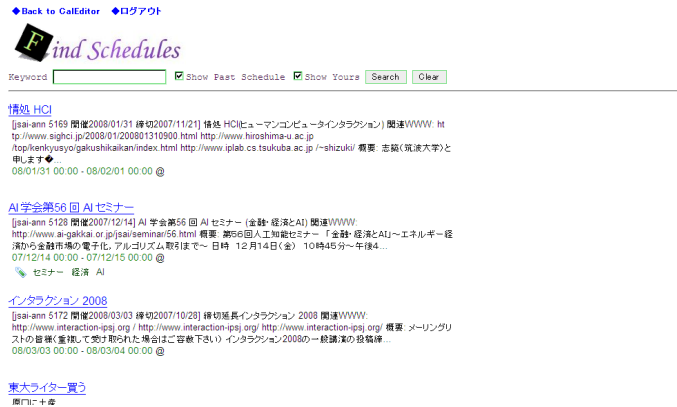 ◆Back to CalEditor ◆ログアウト
Find Schedules
Keyword Show Past Schedule Show Yours Search Clear
情処 HCI
[jsai-ann 5169 開催2008/01/31 締切2007/11/21] 情処 HCI(ヒューマンコンピュータインタラクション) 関連WWW: ht
tp://www.sighci.jp/2008/01/200801310900.html http://www.hiroshima-u.ac.jp
/top/kenkyusyo/gakushikaikan/index.html http://www.iplab.cs.tsukuba.ac.jp /~shizuki/ 概要: 志築(筑波大学)と
申します�...
08/01/31 00:00 - 08/02/01 00:00 @
AI 学会第56 回 AI セミナー
[jsai-ann 5128 開催2007/12/14] AI 学会第56 回 AI セミナー (金融・経済とAI) 関連WWW:
http://www.ai-gakkai.or.jp/jsai/seminar/56.html 概要: 第56回人工知能セミナー 「金融・経済とAI」〜エネルギー経
済から金融市場の電子化, アルゴリズム取引まで〜 日時 12月14日(金) 10時45分〜午後4...
07/12/14 00:00 - 07/12/15 00:00 @
セミナー 経済 AI
インタラクション 2008
[jsai-ann 5172 開催2008/03/03 締切2007/10/28] 締切延長インタラクション 2008 関連WWW:
http://www.interaction-ipsj.org / http://www.interaction-ipsj.org/ http://www.interaction-ipsj.org/ 概要: メーリングリ
ストの皆様(重複して受け取られた場合はご容赦下さい) インタラクション2008の一般講演の投稿締...
08/03/03 00:00 - 08/03/04 00:00 @
東大ライター買う
原口に土産